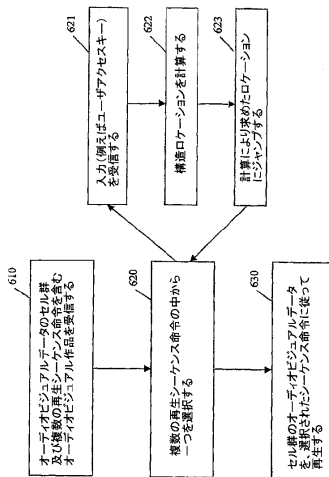 610
オーディオビジュアルデータのセル群
及び複数の再生シーケンス命令を含む
オーディオビジュアル作品を受信する
620
複数の再生シーケンス命令の中から
一つを選択する
630
セル群のオーディオビジュアルデータ
を、選択されたシーケンス命令に従って
再生する
621
入力(例えばユーザアクセスキー)
を受信する
622
構造ロケーションを計算する
623
計算により求めたロケーション
にジャンプする